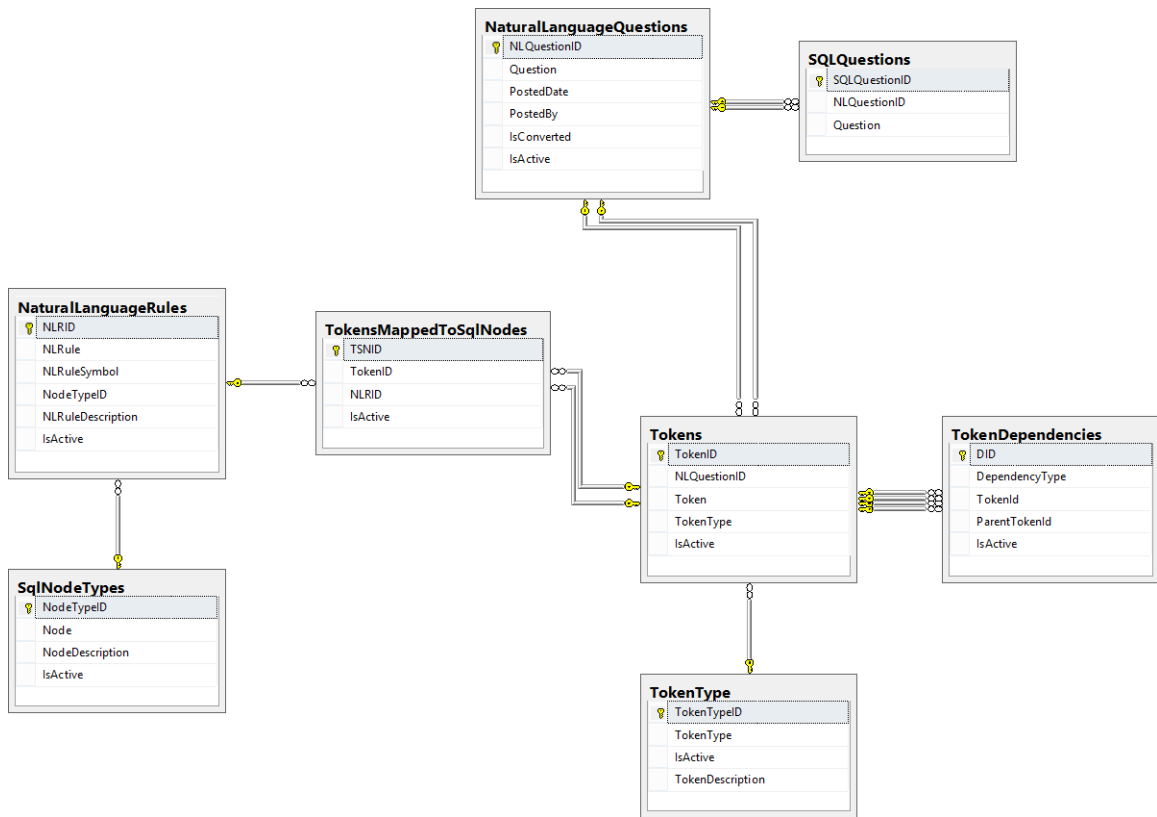 NaturalLanguageQuestions
NLQuestionID
Question
PostedDate
PostedBy
IsConverted
IsActive
SQLQuestions
SQLQuestionID
NLQuestionID
Question
NaturalLanguageRules
NLRID
NLRule
NLRuleSymbol
NodeTypeID
NLRuleDescription
IsActive
TokensMappedToSqlNodes
TSNID
TokenID
NLRID
IsActive
Tokens
TokenID
NLQuestionID
Token
TokenType
IsActive
TokenDependencies
DID
DependencyType
TokenId
ParentTokenId
IsActive
SqlNodeTypes
NodeTypeID
Node
NodeDescription
IsActive
TokenType
TokenTypeID
TokenType
IsActive
TokenDescription